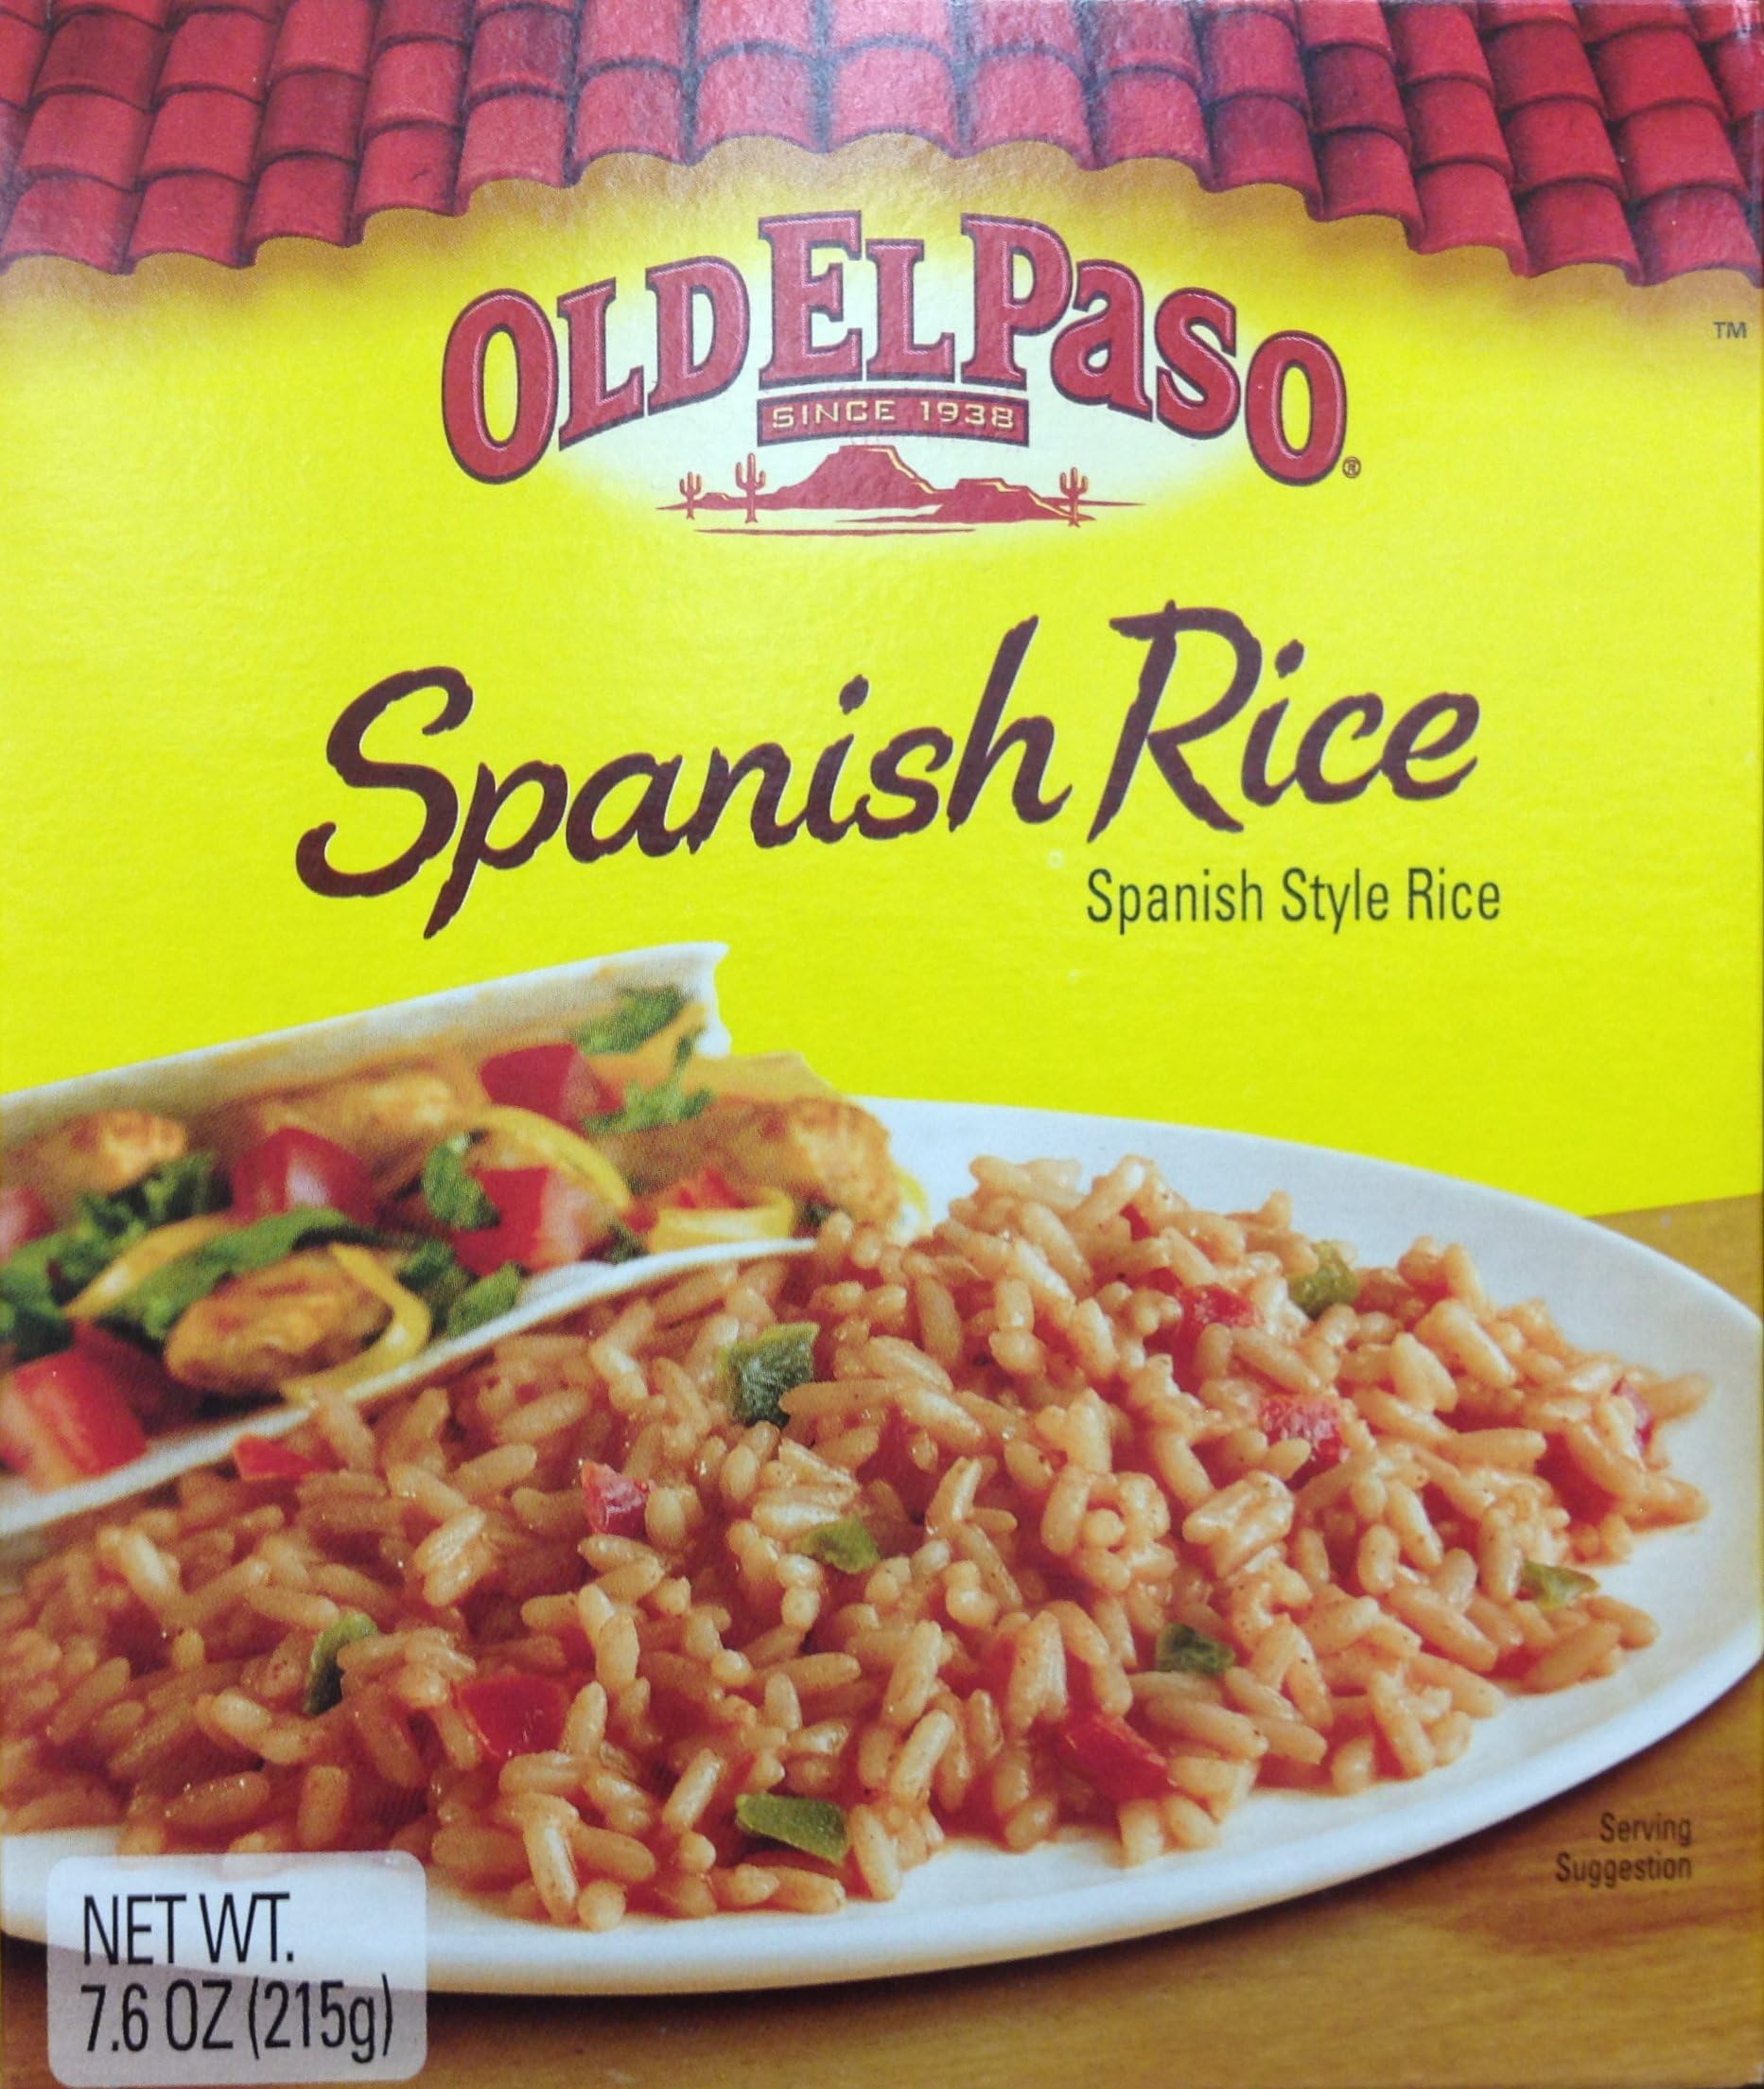 OLD EL PASO®
SINCE 1938
TM
Spanish Rice
Spanish Style Rice
Serving
Suggestion
NET WT.
7.6 OZ (215g)